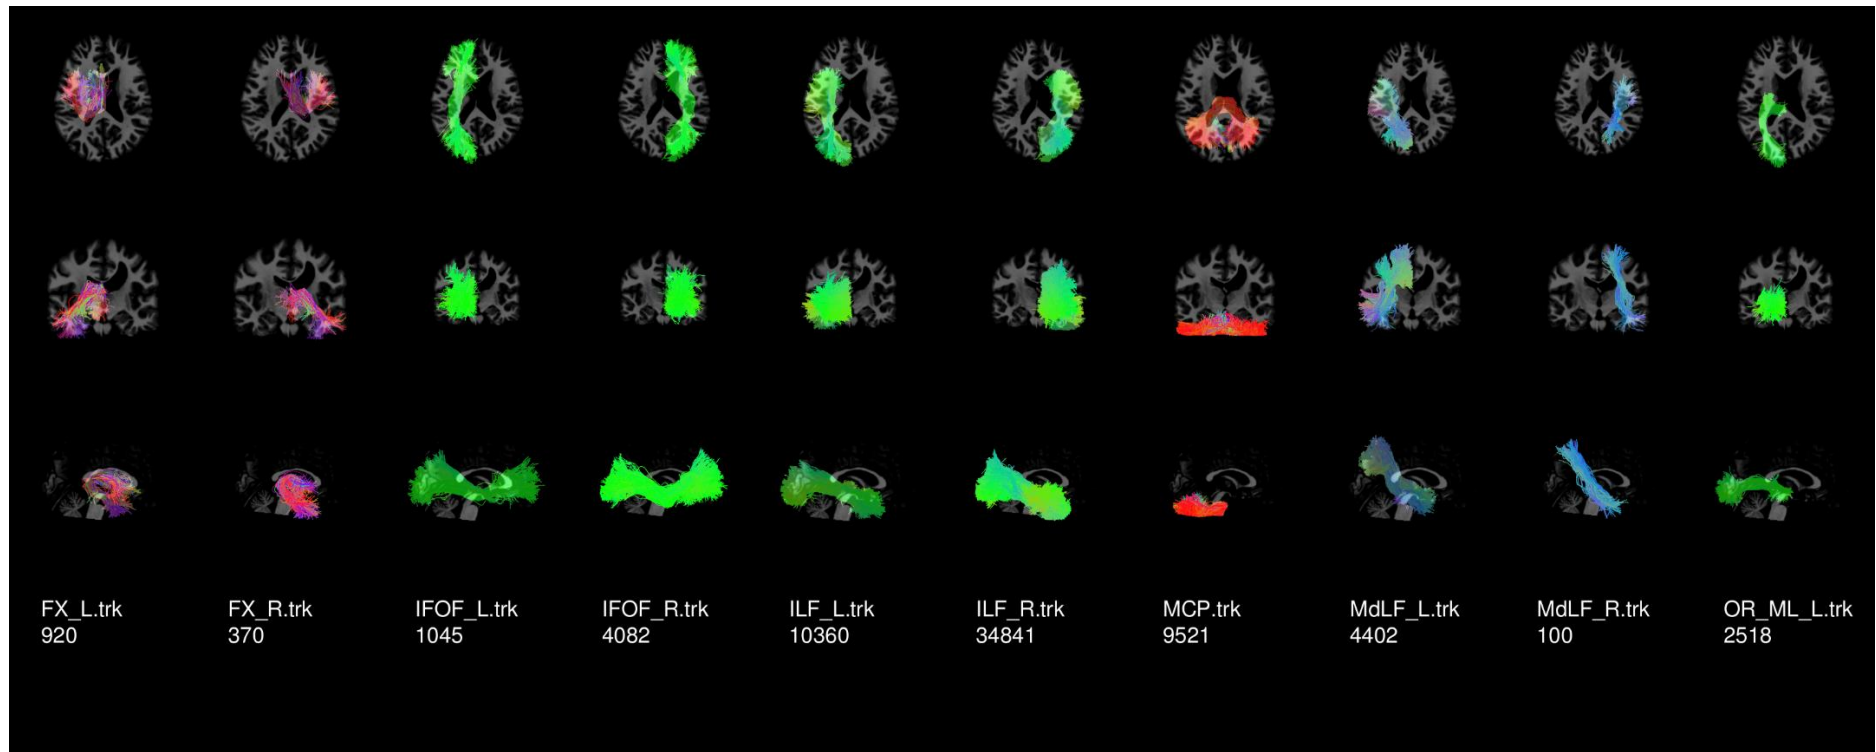 FX_L.trk
920
FX_R.trk
370
IFOF_L.trk
1045
IFOF_R.trk
4082
ILF_L.trk
10360
ILF_R.trk
34841
MCP.trk
9521
MdLF_L.trk
4402
MdLF_R.trk
100
OR_ML_L.trk
2518